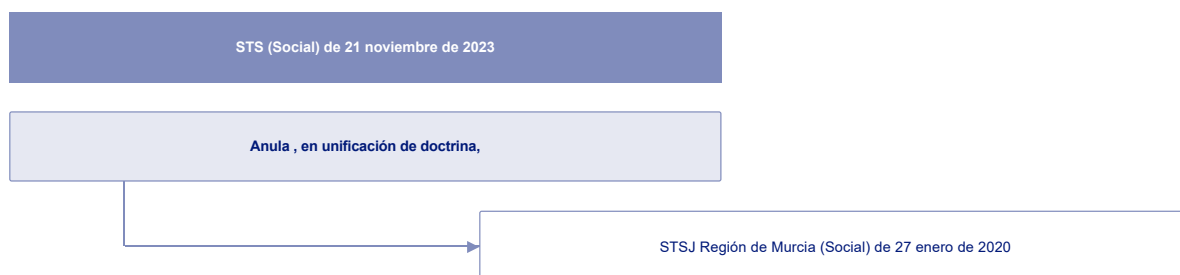 STS (Social) de 21 noviembre de 2023
Anula , en unificación de doctrina,
STSJ Región de Murcia (Social) de 27 enero de 2020